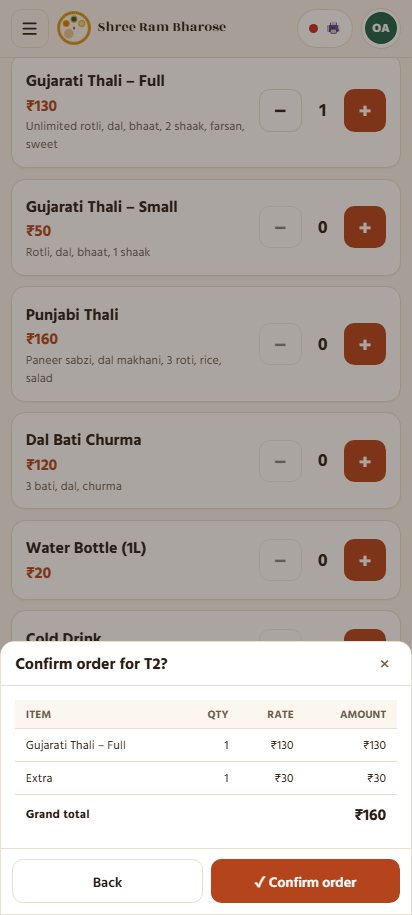 Shree Ram Bharose
OA
Gujarati Thali – Full
₹130
Unlimited rotli, dal, bhaat, 2 shaak, farsan,
sweet
− 1 +
Gujarati Thali – Small
₹50
Rotli, dal, bhaat, 1 shaak
− 0 +
Punjabi Thali
₹160
Paneer sabzi, dal makhani, 3 roti, rice,
salad
− 0 +
Dal Bati Churma
₹120
3 bati, dal, churma
− 0 +
Water Bottle (1L)
₹20
− 0 +
Cold Drink
Confirm order for T2? ×
ITEM QTY RATE AMOUNT
Gujarati Thali – Full 1 ₹130 ₹130
Extra 1 ₹30 ₹30
Grand total ₹160
Back ✓ Confirm order